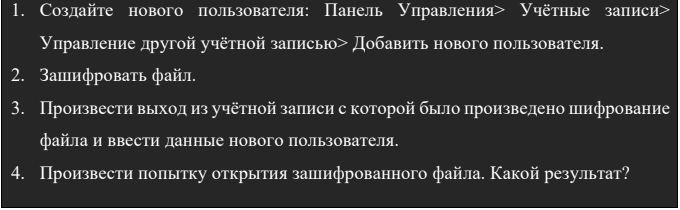 1. Создайте нового пользователя: Панель Управления> Учётные записи>
Управление другой учётной записью> Добавить нового пользователя.
2. Зашифровать файл.
3. Произвести выход из учётной записи с которой было произведено шифрование
файла и ввести данные нового пользователя.
4. Произвести попытку открытия зашифрованного файла. Какой результат?